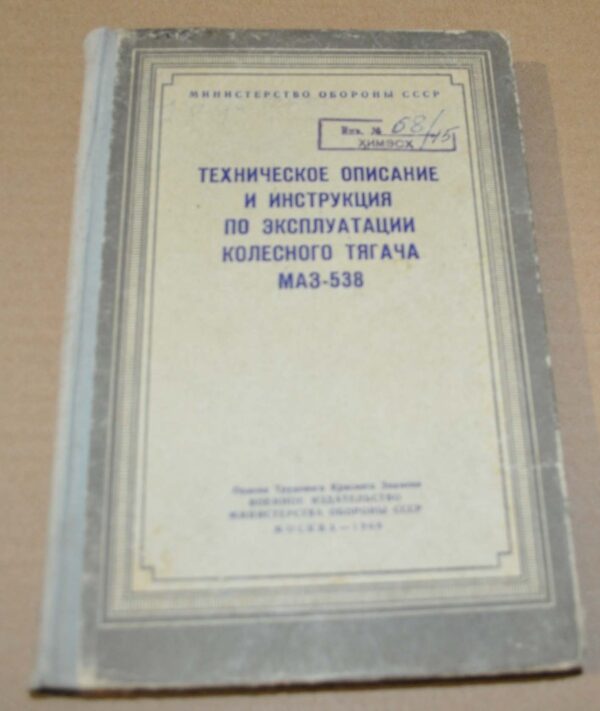 МИНИСТЕРСТВО ОБОРОНЫ СССР
Инв. № 68/45
ХИМЭСХ
ТЕХНИЧЕСКОЕ ОПИСАНИЕ
И ИНСТРУКЦИЯ
ПО ЭКСПЛУАТАЦИИ
КОЛЕСНОГО ТЯГАЧА
МАЗ-538
Ордена Трудового Красного Знамени
ВОЕННОЕ ИЗДАТЕЛЬСТВО
МИНИСТЕРСТВА ОБОРОНЫ СССР
МОСКВА —